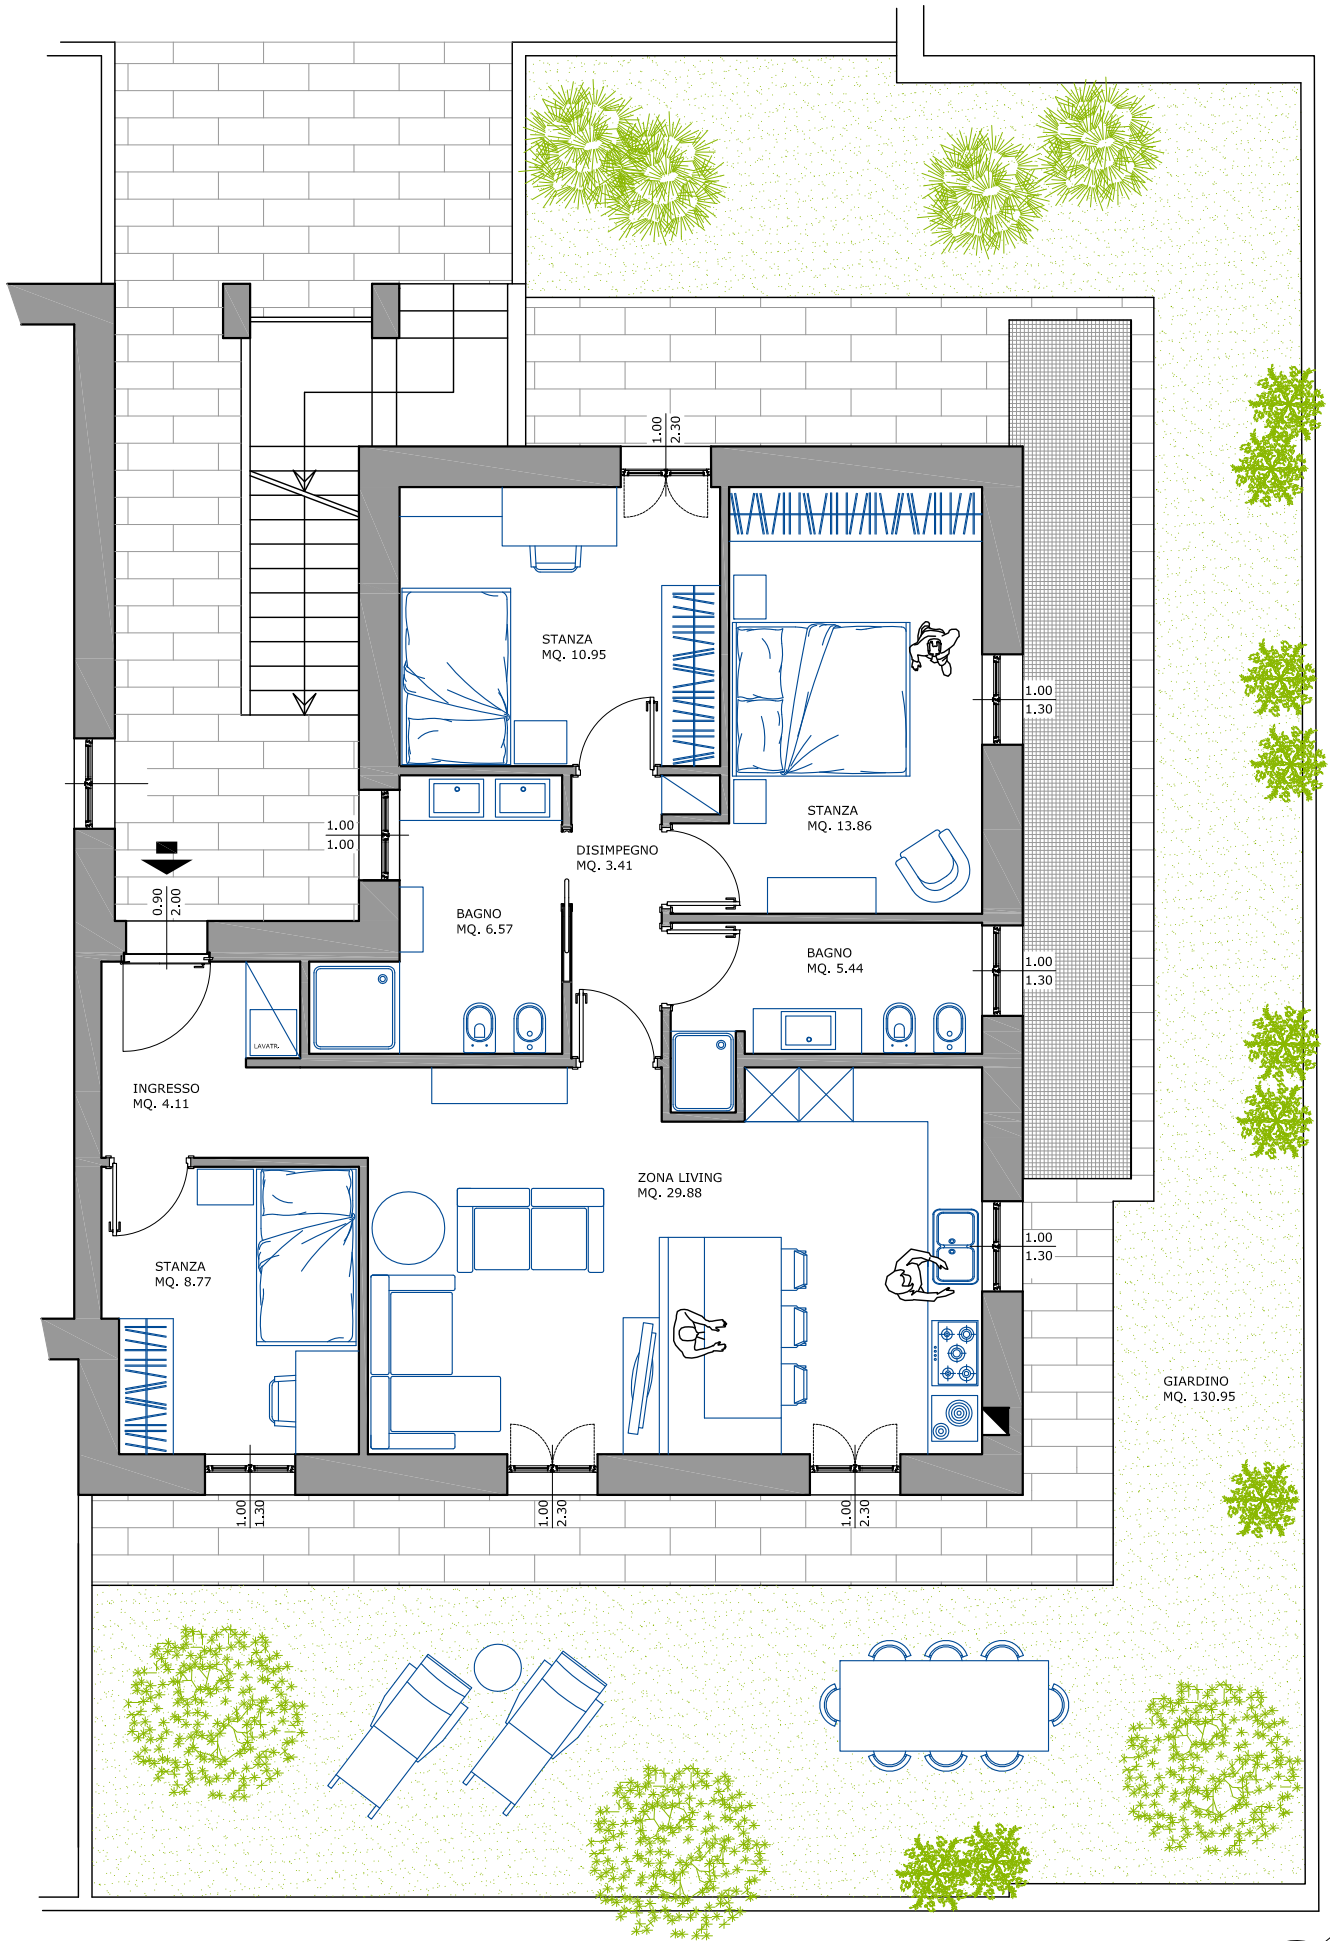 1.00
2.30
STANZA
MQ. 10.95
1.00
1.30
STANZA
MQ. 13.86
1.00
1.00
DISIMPEGNO
MQ. 3.41
0.90
2.00
BAGNO
MQ. 6.57
BAGNO
MQ. 5.44
1.00
1.30
LAVATR.
INGRESSO
MQ. 4.11
ZONA LIVING
MQ. 29.88
1.00
1.30
STANZA
MQ. 8.77
GIARDINO
MQ. 130.95
1.00
1.30
1.00
2.30
1.00
2.30